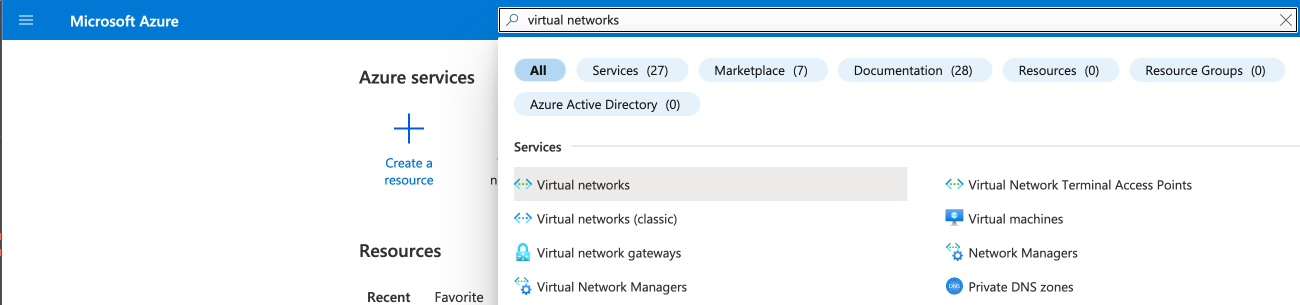 Microsoft Azure
virtual networks
All
Services (27)
Marketplace (7)
Documentation (28)
Resources (0)
Resource Groups (0)
Azure Active Directory (0)
Azure services
Create a
resource
n
Resources
Recent Favorite
Services
Virtual networks
Virtual networks (classic)
Virtual network gateways
Virtual Network Managers
Virtual Network Terminal Access Points
Virtual machines
Network Managers
DNS Private DNS zones